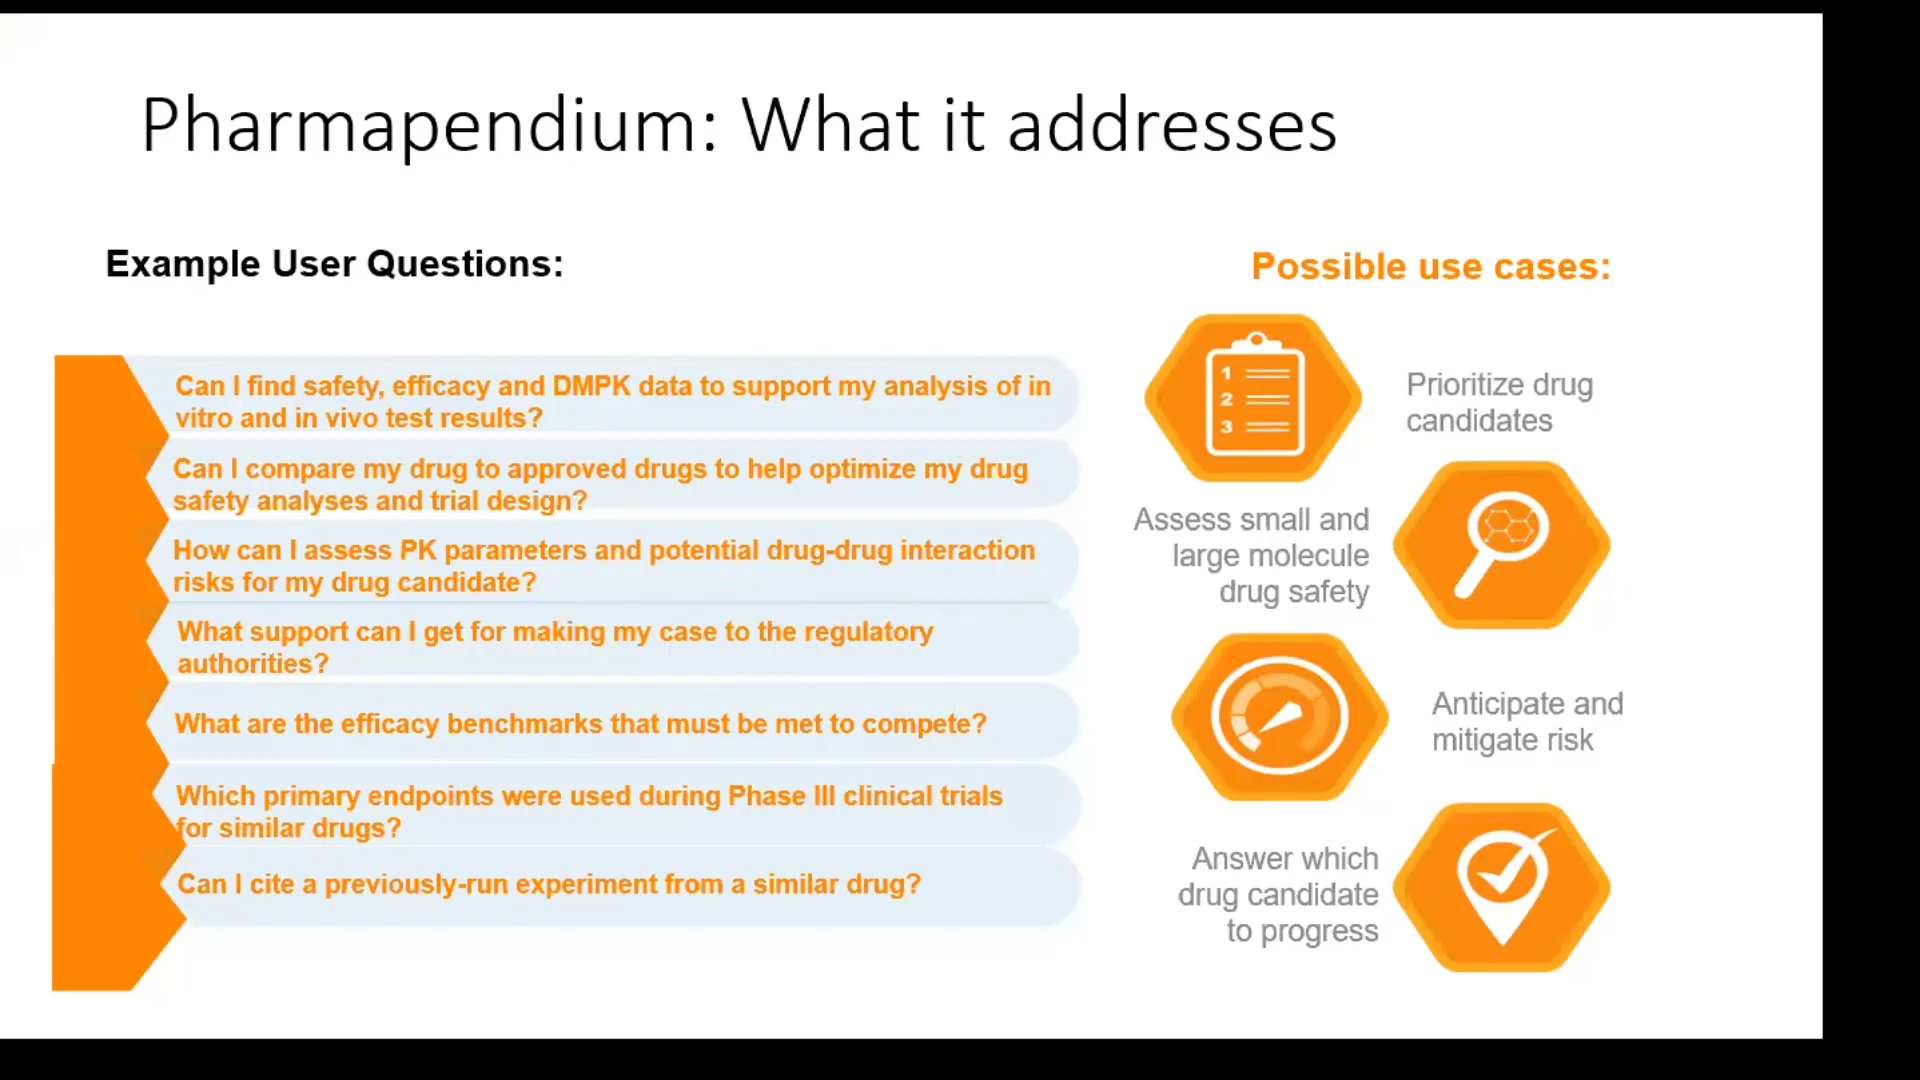 Pharmapendium: What it addresses
Example User Questions:
Can I find safety, efficacy and DMPK data to support my analysis of in
vitro and in vivo test results?
Can I compare my drug to approved drugs to help optimize my drug
safety analyses and trial design?
How can I assess PK parameters and potential drug-drug interaction
risks for my drug candidate?
What support can I get for making my case to the regulatory
authorities?
What are the efficacy benchmarks that must be met to compete?
Which primary endpoints were used during Phase III clinical trials
for similar drugs?
Can I cite a previously-run experiment from a similar drug?
Possible use cases:
1
2
3
Prioritize drug
candidates
Assess small and
large molecule
drug safety
Anticipate and
mitigate risk
Answer which
drug candidate
to progress